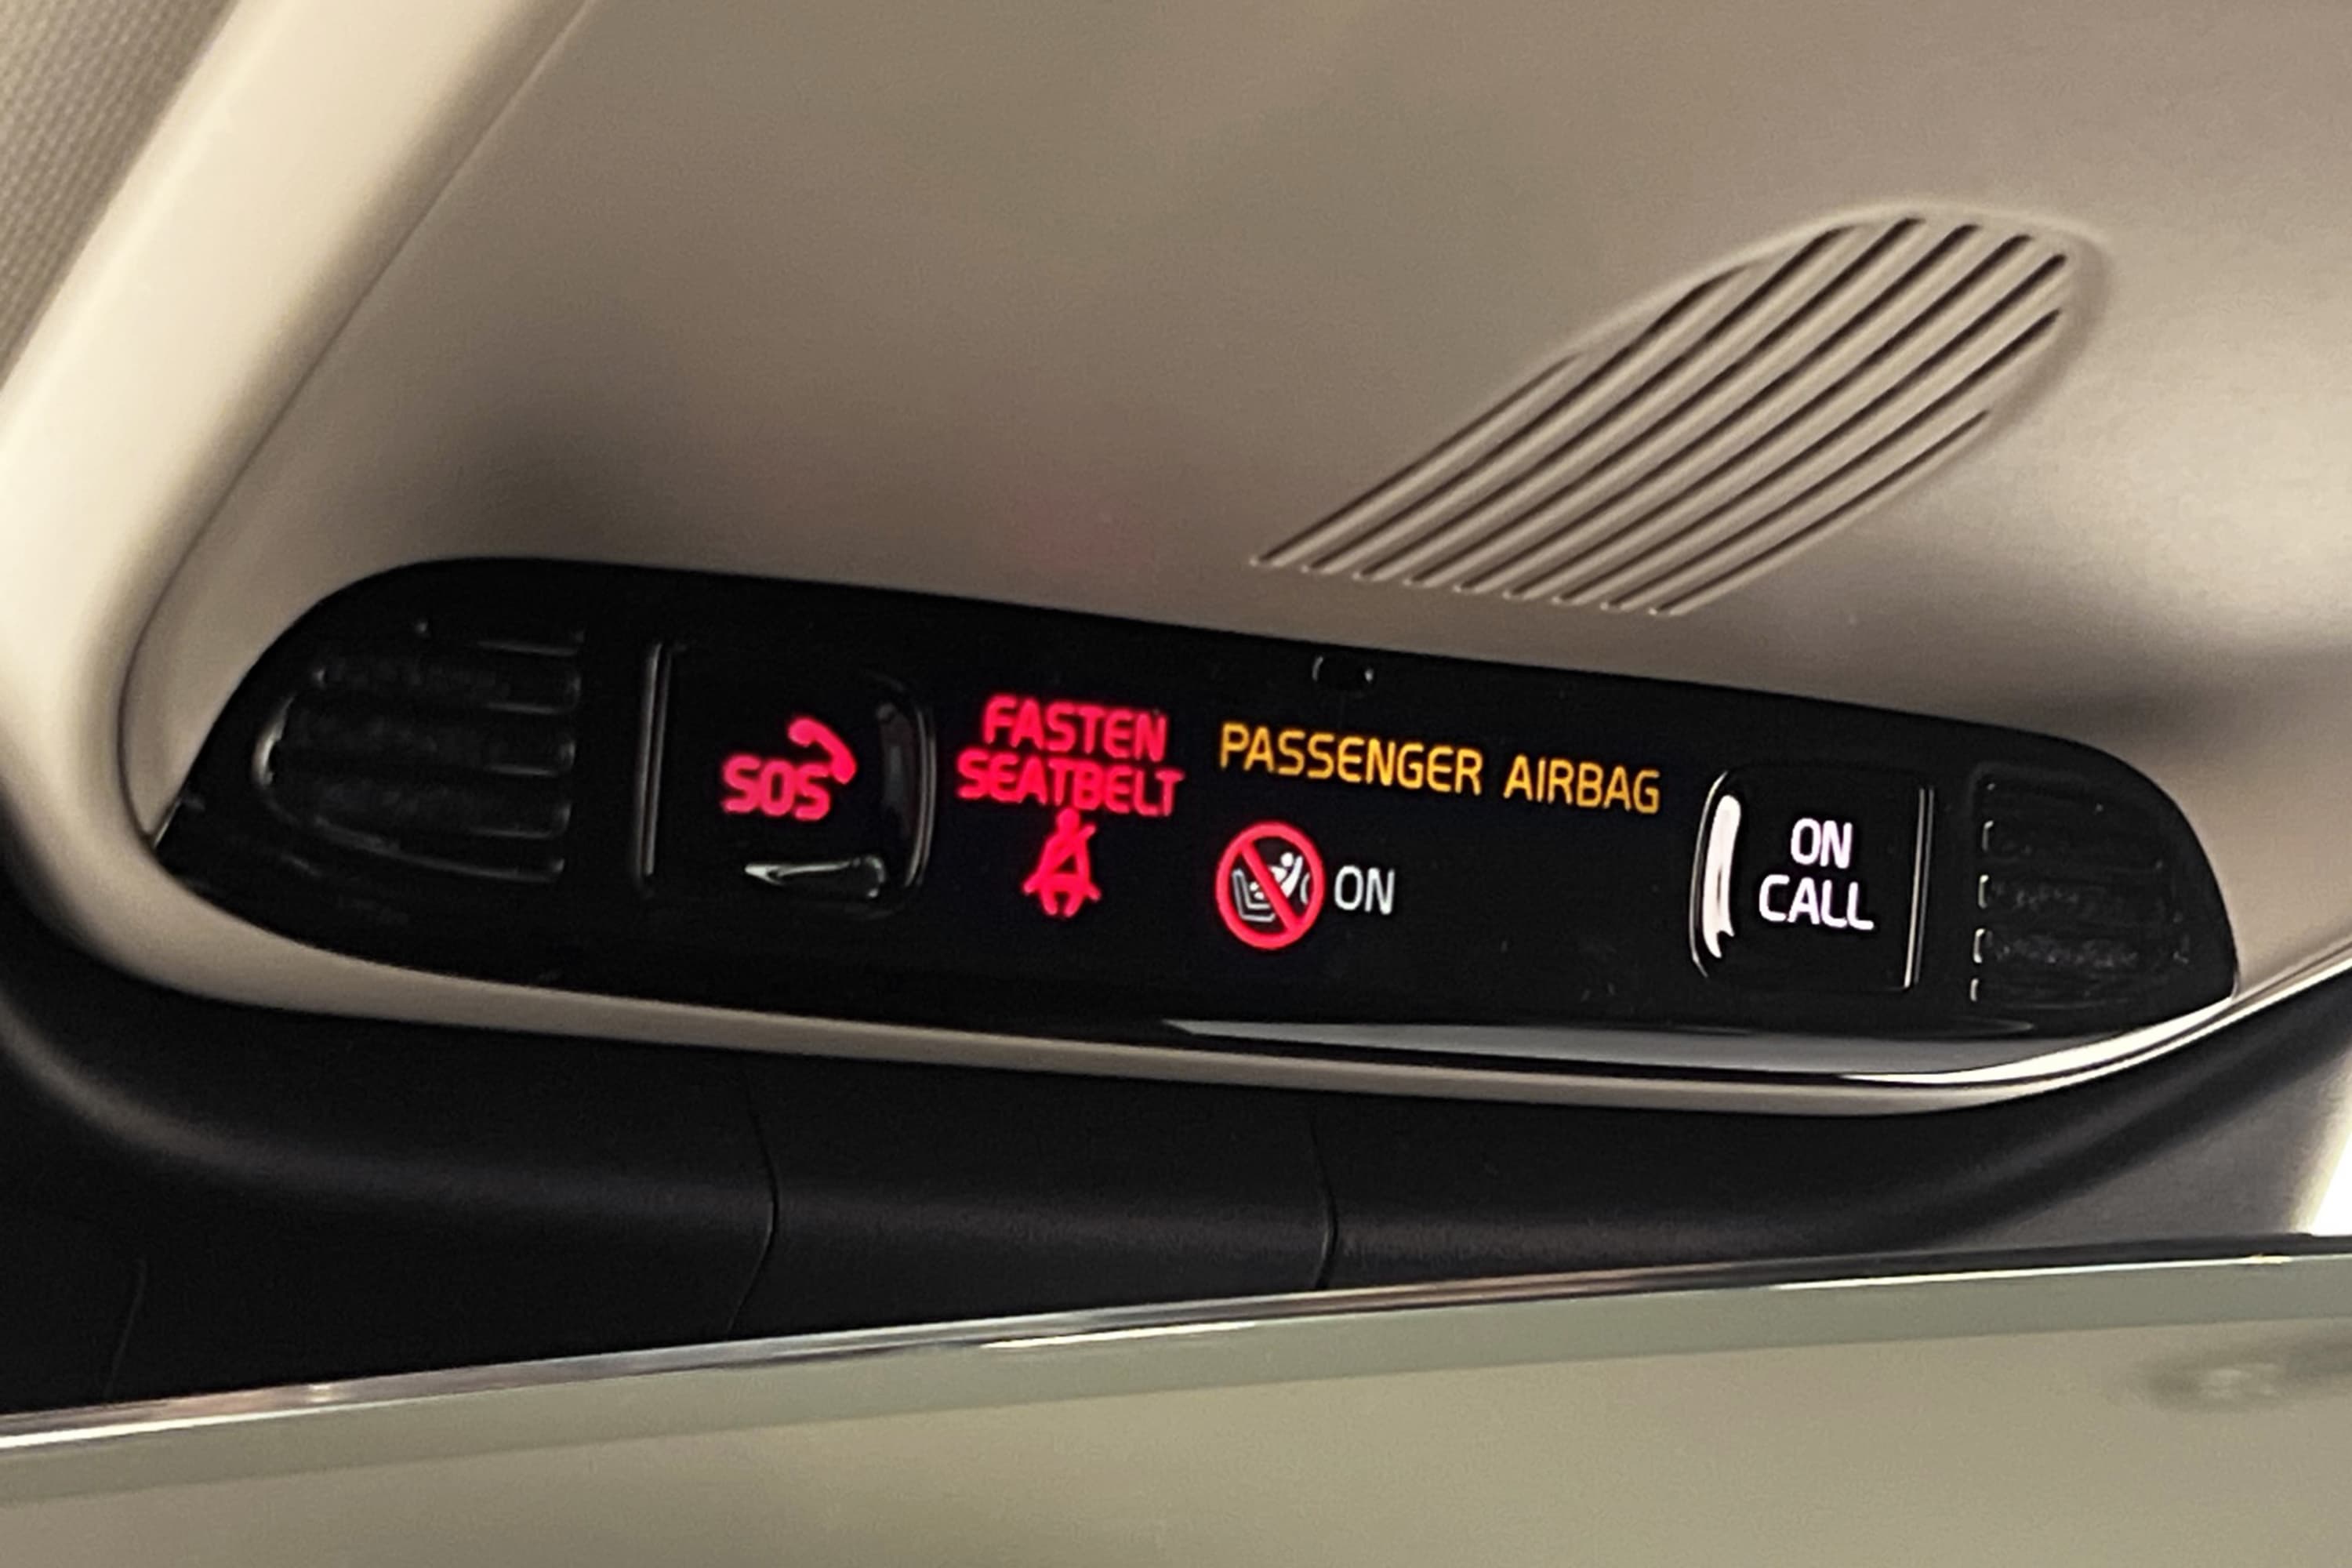 SOS
FASTEN
SEATBELT
PASSENGER AIRBAG
ON
ON
CALL